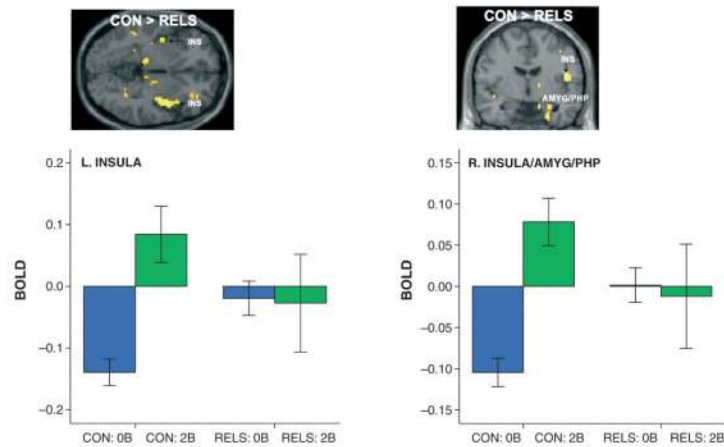 CON > RELS
INS
INS
CON > RELS
INS
AMYG/PHP
L. INSULA
0.2
0.1
0.0
−0.1
−0.2
BOLD
CON: 0B CON: 2B RELS: 0B RELS: 2B
R. INSULA/AMYG/PHP
0.15
0.10
0.05
0.00
−0.05
−0.10
−0.15
BOLD
CON: 0B CON: 2B RELS: 0B RELS: 2B